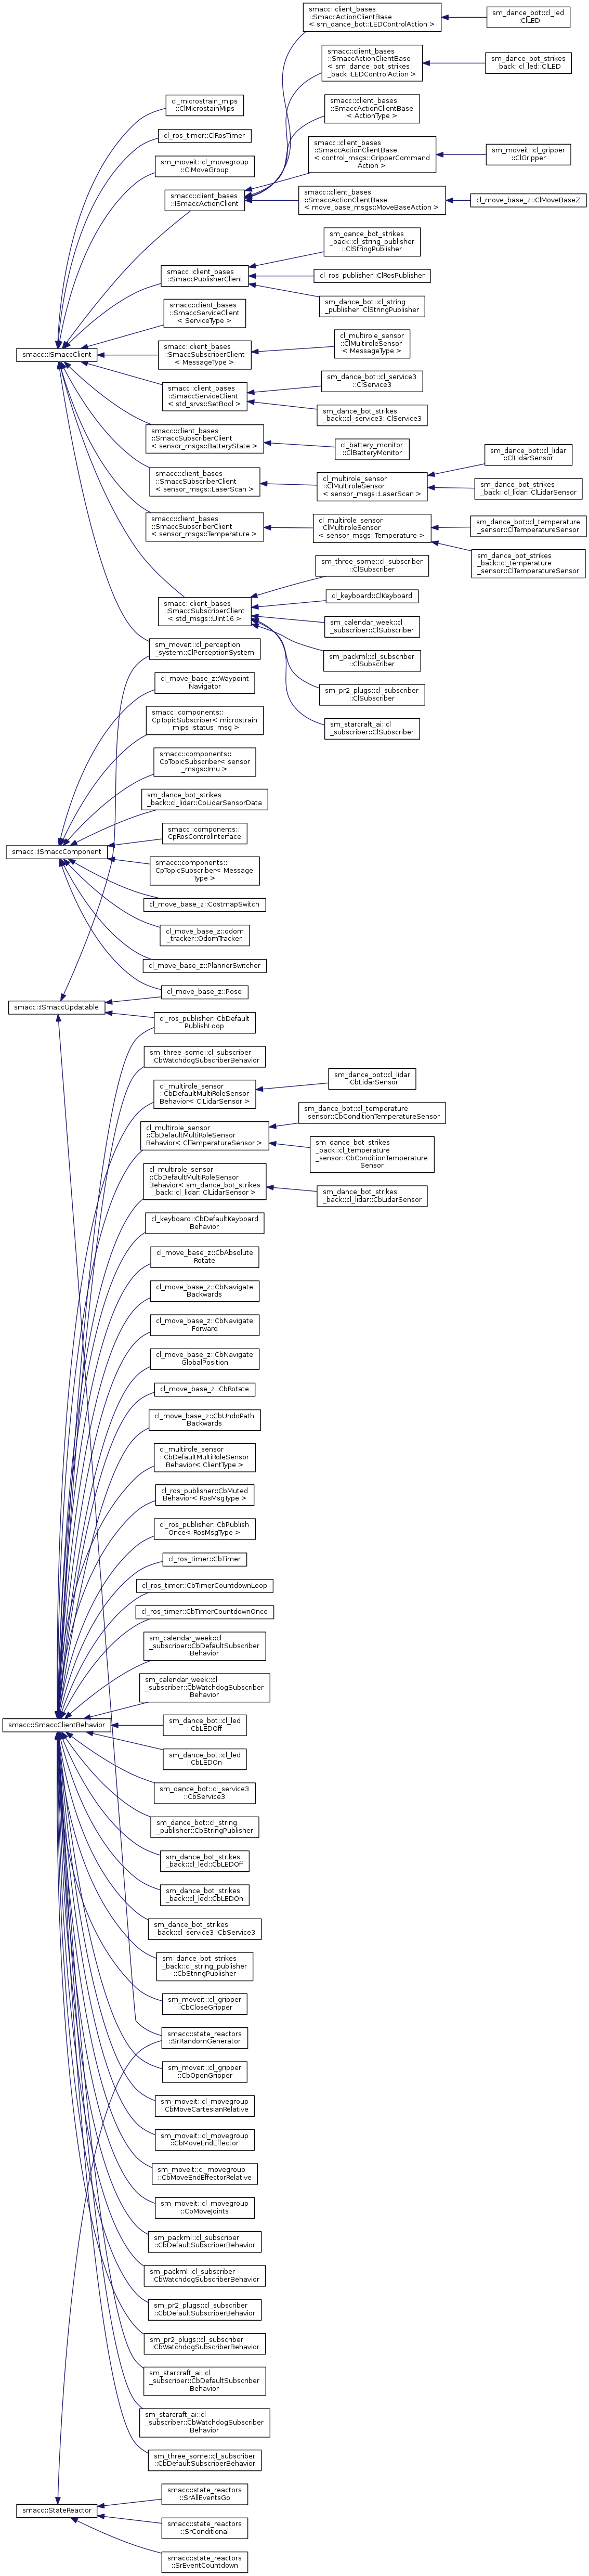 smacc::client_bases
::SmaccActionClientBase
< sm_dance_bot::LEDControlAction >
sm_dance_bot::cl_led
::ClLED
smacc::client_bases
::SmaccActionClientBase
< sm_dance_bot_strikes
_back::LEDControlAction >
sm_dance_bot_strikes
_back::cl_led::ClLED
cl_microstrain_mips
::ClMicrostainMips
smacc::client_bases
::SmaccActionClientBase
< ActionType >
cl_ros_timer::ClRosTimer
smacc::client_bases
::SmaccActionClientBase
< control_msgs::GripperCommand
Action >
sm_moveit::cl_gripper
::ClGripper
sm_moveit::cl_movegroup
::ClMoveGroup
smacc::client_bases
::ISmaccActionClient
smacc::client_bases
::SmaccActionClientBase
< move_base_msgs::MoveBaseAction >
cl_move_base_z::ClMoveBaseZ
sm_dance_bot_strikes
_back::cl_string_publisher
::ClStringPublisher
smacc::client_bases
::SmaccPublisherClient
cl_ros_publisher::ClRosPublisher
sm_dance_bot::cl_string
_publisher::ClStringPublisher
smacc::client_bases
::SmaccServiceClient
< ServiceType >
smacc::ISmaccClient
smacc::client_bases
::SmaccSubscriberClient
< MessageType >
cl_multirole_sensor
::ClMultiroleSensor
< MessageType >
smacc::client_bases
::SmaccServiceClient
< std_srvs::SetBool >
sm_dance_bot::cl_service3
::ClService3
sm_dance_bot_strikes
_back::cl_service3::ClService3
smacc::client_bases
::SmaccSubscriberClient
< sensor_msgs::BatteryState >
cl_battery_monitor
::ClBatteryMonitor
smacc::client_bases
::SmaccSubscriberClient
< sensor_msgs::LaserScan >
cl_multirole_sensor
::ClMultiroleSensor
< sensor_msgs::LaserScan >
sm_dance_bot::cl_lidar
::ClLidarSensor
sm_dance_bot_strikes
_back::cl_lidar::ClLidarSensor
smacc::client_bases
::SmaccSubscriberClient
< sensor_msgs::Temperature >
cl_multirole_sensor
::ClMultiroleSensor
< sensor_msgs::Temperature >
sm_dance_bot::cl_temperature
_sensor::ClTemperatureSensor
sm_dance_bot_strikes
_back::cl_temperature
_sensor::ClTemperatureSensor
smacc::client_bases
::SmaccSubscriberClient
< std_msgs::UInt16 >
sm_three_some::cl_subscriber
::ClSubscriber
cl_keyboard::ClKeyboard
sm_calendar_week::cl
_subscriber::ClSubscriber
sm_packml::cl_subscriber
::ClSubscriber
sm_pr2_plugs::cl_subscriber
::ClSubscriber
sm_starcraft_ai::cl
_subscriber::ClSubscriber
sm_moveit::cl_perception
_system::ClPerceptionSystem
cl_move_base_z::Waypoint
Navigator
smacc::components::
CpTopicSubscriber< microstrain
_mips::status_msg >
smacc::components::
CpTopicSubscriber< sensor
_msgs::Imu >
sm_dance_bot_strikes
_back::cl_lidar::CpLidarSensorData
smacc::components::
CpRosControlInterface
smacc::ISmaccComponent
smacc::components::
CpTopicSubscriber< Message
Type >
cl_move_base_z::CostmapSwitch
cl_move_base_z::odom
_tracker::OdomTracker
cl_move_base_z::PlannerSwitcher
cl_move_base_z::Pose
smacc::ISmaccUpdatable
cl_ros_publisher::CbDefault
PublishLoop
sm_three_some::cl_subscriber
::CbWatchdogSubscriberBehavior
cl_multirole_sensor
::CbDefaultMultiRoleSensor
Behavior< ClLidarSensor >
sm_dance_bot::cl_lidar
::CbLidarSensor
cl_multirole_sensor
::CbDefaultMultiRoleSensor
Behavior< ClTemperatureSensor >
sm_dance_bot::cl_temperature
_sensor::CbConditionTemperatureSensor
sm_dance_bot_strikes
_back::cl_temperature
_sensor::CbConditionTemperature
Sensor
cl_multirole_sensor
::CbDefaultMultiRoleSensor
Behavior< sm_dance_bot_strikes
_back::cl_lidar::ClLidarSensor >
sm_dance_bot_strikes
_back::cl_lidar::CbLidarSensor
cl_keyboard::CbDefaultKeyboard
Behavior
cl_move_base_z::CbAbsolute
Rotate
cl_move_base_z::CbNavigate
Backwards
cl_move_base_z::CbNavigate
Forward
cl_move_base_z::CbNavigate
GlobalPosition
cl_move_base_z::CbRotate
cl_move_base_z::CbUndoPath
Backwards
cl_multirole_sensor
::CbDefaultMultiRoleSensor
Behavior< ClientType >
cl_ros_publisher::CbMuted
Behavior< RosMsgType >
cl_ros_publisher::CbPublish
Once< RosMsgType >
cl_ros_timer::CbTimer
cl_ros_timer::CbTimerCountdownLoop
cl_ros_timer::CbTimerCountdownOnce
sm_calendar_week::cl
_subscriber::CbDefaultSubscriber
Behavior
sm_calendar_week::cl
_subscriber::CbWatchdogSubscriber
Behavior
smacc::SmaccClientBehavior
sm_dance_bot::cl_led
::CbLEDOff
sm_dance_bot::cl_led
::CbLEDOn
sm_dance_bot::cl_service3
::CbService3
sm_dance_bot::cl_string
_publisher::CbStringPublisher
sm_dance_bot_strikes
_back::cl_led::CbLEDOff
sm_dance_bot_strikes
_back::cl_led::CbLEDOn
sm_dance_bot_strikes
_back::cl_service3::CbService3
sm_dance_bot_strikes
_back::cl_string_publisher
::CbStringPublisher
sm_moveit::cl_gripper
::CbCloseGripper
smacc::state_reactors
::SrRandomGenerator
sm_moveit::cl_gripper
::CbOpenGripper
sm_moveit::cl_movegroup
::CbMoveCartesianRelative
sm_moveit::cl_movegroup
::CbMoveEndEffector
sm_moveit::cl_movegroup
::CbMoveEndEffectorRelative
sm_moveit::cl_movegroup
::CbMoveJoints
sm_packml::cl_subscriber
::CbDefaultSubscriberBehavior
sm_packml::cl_subscriber
::CbWatchdogSubscriberBehavior
sm_pr2_plugs::cl_subscriber
::CbDefaultSubscriberBehavior
sm_pr2_plugs::cl_subscriber
::CbWatchdogSubscriberBehavior
sm_starcraft_ai::cl
_subscriber::CbDefaultSubscriber
Behavior
sm_starcraft_ai::cl
_subscriber::CbWatchdogSubscriber
Behavior
sm_three_some::cl_subscriber
::CbDefaultSubscriberBehavior
smacc::state_reactors
::SrAllEventsGo
smacc::StateReactor
smacc::state_reactors
::SrConditional
smacc::state_reactors
::SrEventCountdown